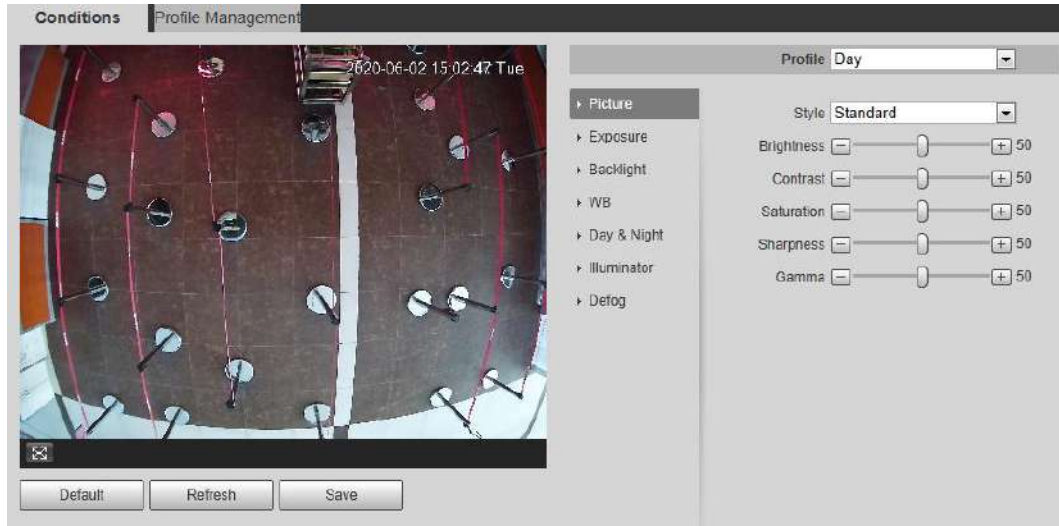 Conditions
Profile Management
2020-06-02 15:02:47 Tue
Profile Day
Picture
Exposure
Backlight
WB
Day & Night
Illuminator
Defog
Style Standard
Brightness 50
Contrast 50
Saturation 50
Sharpness 50
Gamma 50
Default
Refresh
Save